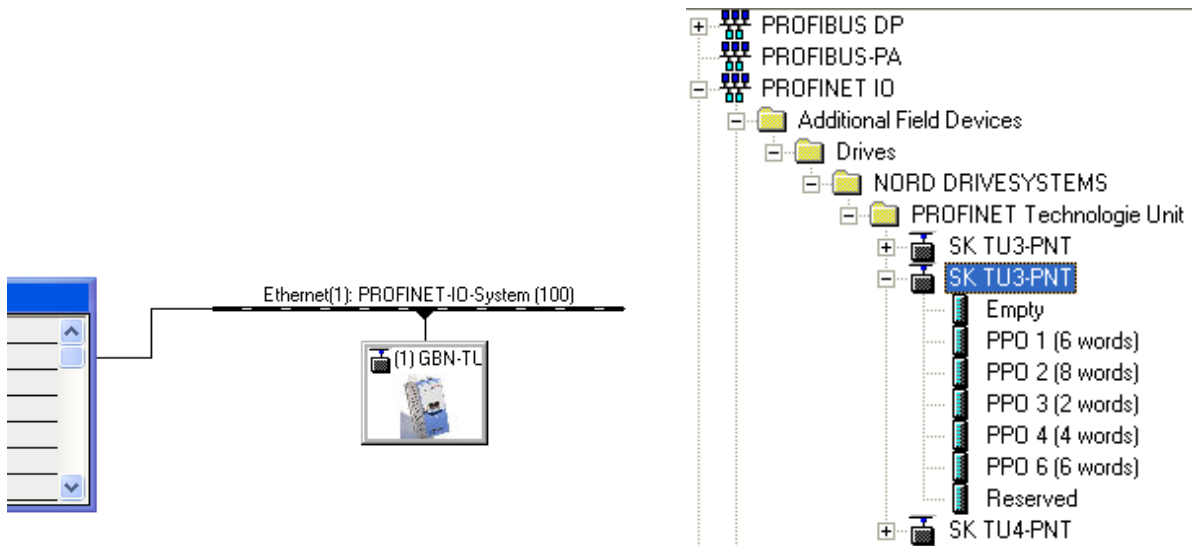 Ethernet(1): PROFINET-IO-System (100)
(1) GBN-TU
PROFIBUS DP
PROFIBUS-PA
PROFINET IO
Additional Field Devices
Drives
NORD DRIVESYSTEMS
PROFINET Technologie Unit
SK TU3-PNT
SK TU3-PNT
Empty
PPO 1 (6 words)
PPO 2 (8 words)
PPO 3 (2 words)
PPO 4 (4 words)
PPO 6 (6 words)
Reserved
SK TU4-PNT